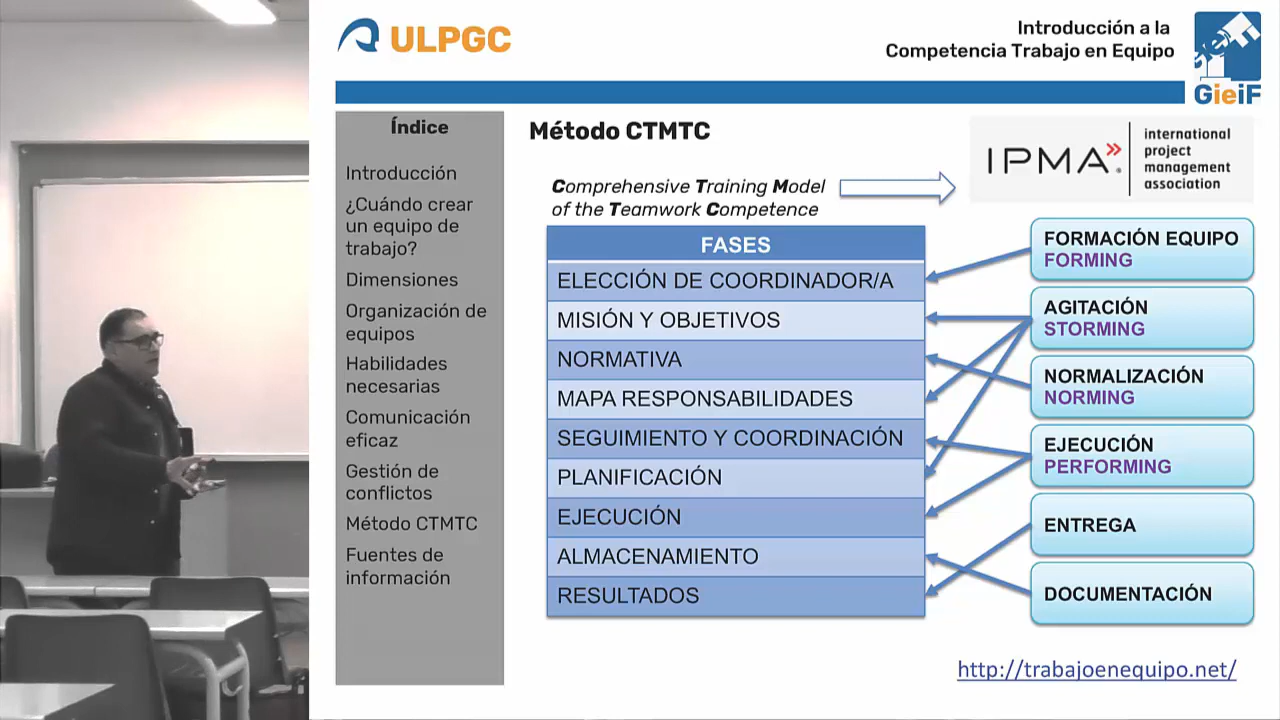 ULPGC
Introducción a la
Competencia Trabajo en Equipo
GieiF
Índice
Introducción
¿Cuándo crear
un equipo de
trabajo?
Dimensiones
Organización de
equipos
Habilidades
necesarias
Comunicación
eficaz
Gestión de
conflictos
Método CTMTC
Fuentes de
información
Método CTMTC
Comprehensive Training Model
of the Teamwork Competence
IPMA
international
project
management
association
FASES
ELECCIÓN DE COORDINADOR/A
MISIÓN Y OBJETIVOS
NORMATIVA
MAPA RESPONSABILIDADES
SEGUIMIENTO Y COORDINACIÓN
PLANIFICACIÓN
EJECUCIÓN
ALMACENAMIENTO
RESULTADOS
FORMACIÓN EQUIPO
FORMING
AGITACIÓN
STORMING
NORMALIZACIÓN
NORMING
EJECUCIÓN
PERFORMING
ENTREGA
DOCUMENTACIÓN
http://trabajoenequipo.net/